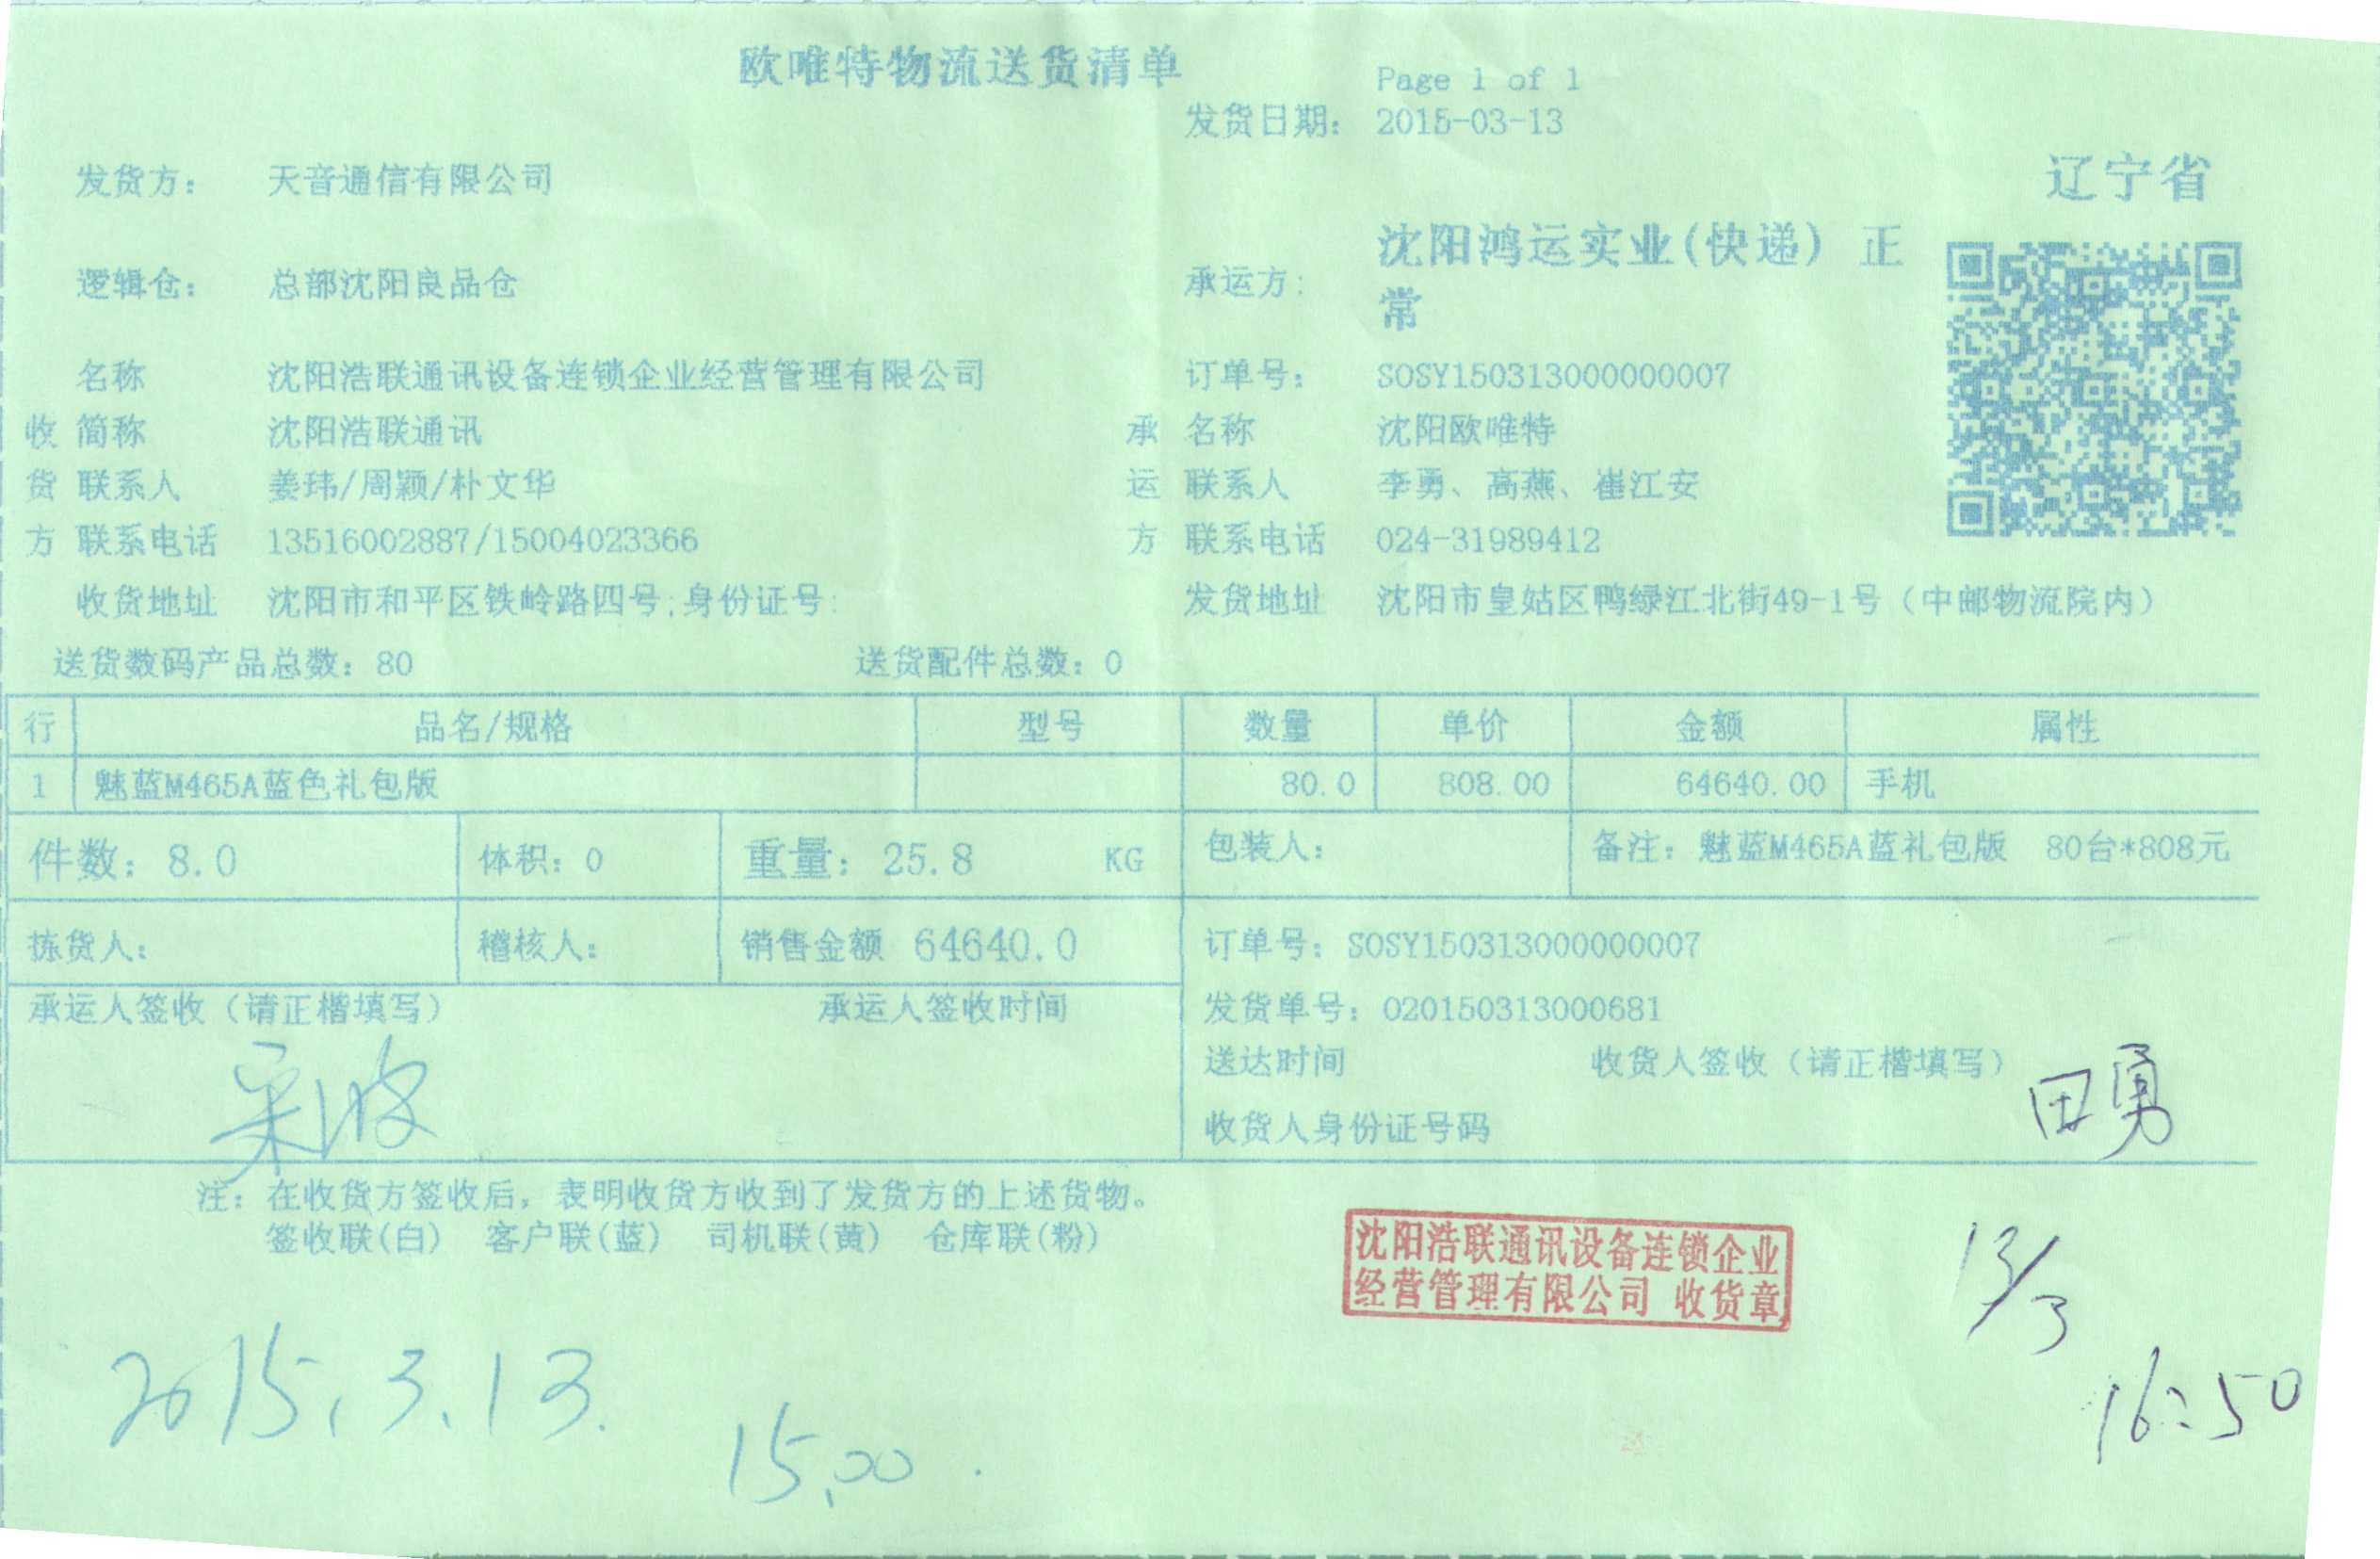 欧唯特物流送货清单
Page 1 of 1
发货日期: 2015-03-13
发货方: 天音通信有限公司
辽宁省
逻辑仓: 总部沈阳良品仓
承运方: 沈阳鸿运实业(快递) 正常
名称 沈阳浩联通讯设备连锁企业经营管理有限公司 订单号: SOSY150313000000007
收 简称 沈阳浩联通讯 承 名称 沈阳欧唯特
货 联系人 姜玮/周颖/朴文华 运 联系人 李勇、高燕、崔江安
方 联系电话 13516002887/15004023366 方 联系电话 024-31989412
收货地址 沈阳市和平区铁岭路四号;身份证号: 发货地址 沈阳市皇姑区鸭绿江北街49-1号（中邮物流院内）
送货数码产品总数: 80 送货配件总数: 0
行 品名/规格 型号 数量 单价 金额 属性
1 魅蓝M465A蓝色礼包版 80.0 808.00 64640.00 手机
件数: 8.0 体积: 0 重量: 25.8 KG 包装人: 备注: 魅蓝M465A蓝礼包版 80台*808元
拣货人: 稽核人: 销售金额 64640.0 订单号: SOSY150313000000007
承运人签收（请正楷填写） 承运人签收时间 发货单号: 020150313000681
送达时间 收货人签收（请正楷填写） 田勇
收货人身份证号码
注: 在收货方签收后，表明收货方收到了发货方的上述货物。
签收联(白) 客户联(蓝) 司机联(黄) 仓库联(粉)
沈阳浩联通讯设备连锁企业
经营管理有限公司 收货章
13/3
2015.3.13.
16:50
15.00